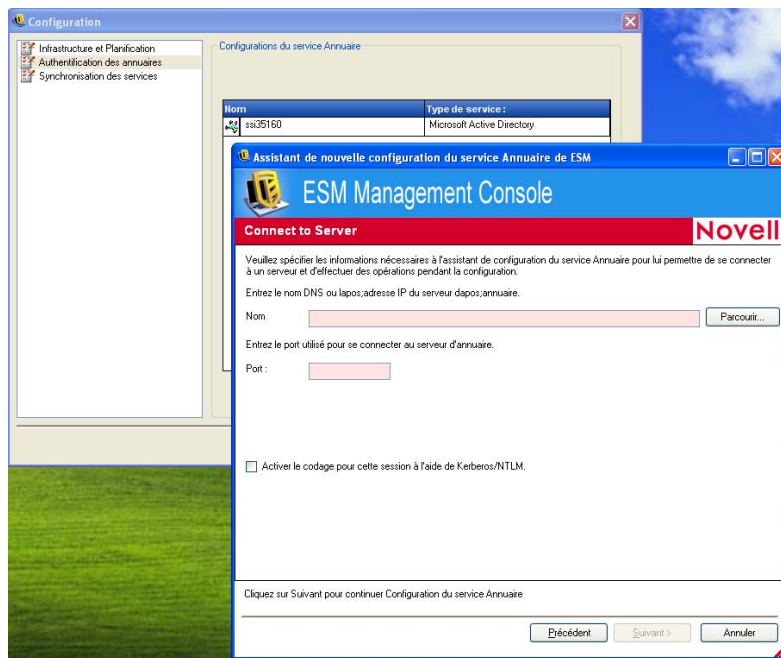 Configuration
Infrastructure et Planification
Authentification des annuaires
Synchronisation des services
Configurations du service Annuaire
Nom Type de service :
ssi35160 Microsoft Active Directory
Assistant de nouvelle configuration du service Annuaire de ESM
ESM Management Console
Connect to Server Novell
Veuillez spécifier les informations nécessaires à l'assistant de configuration du service Annuaire pour lui permettre de se connecter
à un serveur et d'effectuer des opérations pendant la configuration.
Entrez le nom DNS ou lapos;adresse IP du serveur dapos;annuaire.
Nom Parcourir...
Entrez le port utilisé pour se connecter au serveur d'annuaire.
Port :
Activer le codage pour cette session à l'aide de Kerberos/NTLM.
Cliquez sur Suivant pour continuer Configuration du service Annuaire
Précédent Suivant > Annuler